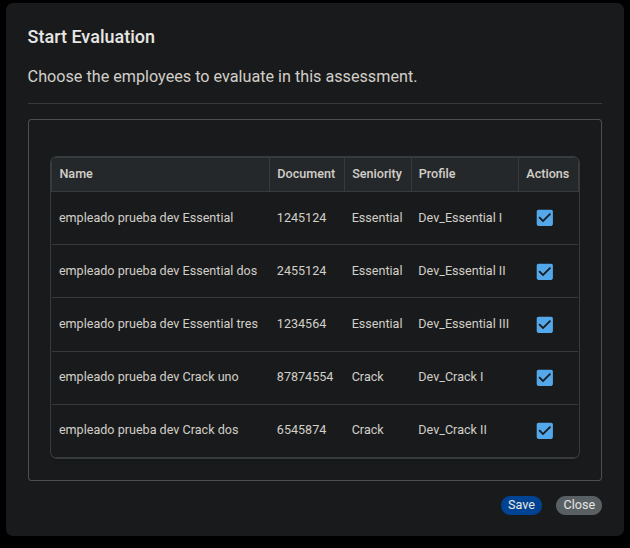 Start Evaluation
Choose the employees to evaluate in this assessment.
Name Document Seniority Profile Actions
empleado prueba dev Essential 1245124 Essential Dev_Essential I
empleado prueba dev Essential dos 2455124 Essential Dev_Essential II
empleado prueba dev Essential tres 1234564 Essential Dev_Essential III
empleado prueba dev Crack uno 87874554 Crack Dev_Crack I
empleado prueba dev Crack dos 6545874 Crack Dev_Crack II
Save Close